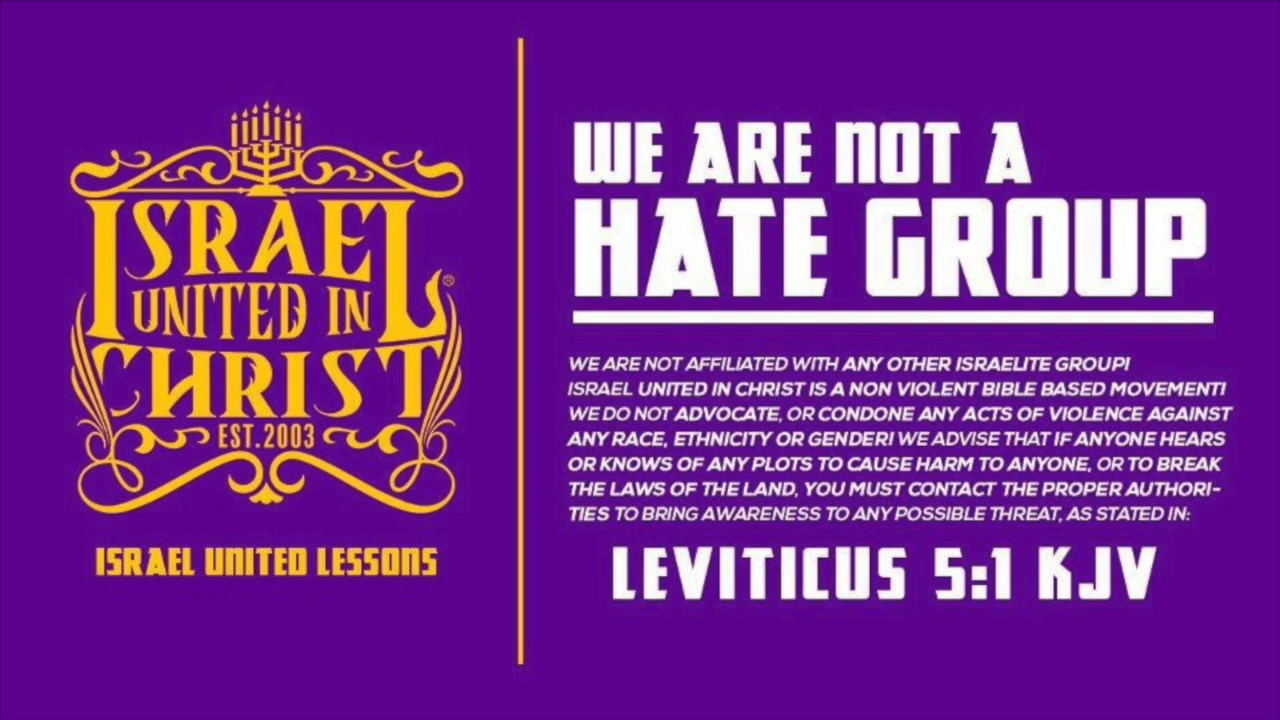 ISRAEL
UNITED IN
CHRIST
®
EST. 2003
ISRAEL UNITED LESSONS
WE ARE NOT A
HATE GROUP
WE ARE NOT AFFILIATED WITH ANY OTHER ISRAELITE GROUP!
ISRAEL UNITED IN CHRIST IS A NON VIOLENT BIBLE BASED MOVEMENT!
WE DO NOT ADVOCATE, OR CONDONE ANY ACTS OF VIOLENCE AGAINST
ANY RACE, ETHNICITY OR GENDER! WE ADVISE THAT IF ANYONE HEARS
OR KNOWS OF ANY PLOTS TO CAUSE HARM TO ANYONE, OR TO BREAK
THE LAWS OF THE LAND, YOU MUST CONTACT THE PROPER AUTHORI-
TIES TO BRING AWARENESS TO ANY POSSIBLE THREAT, AS STATED IN:
LEVITICUS 5:1 KJV